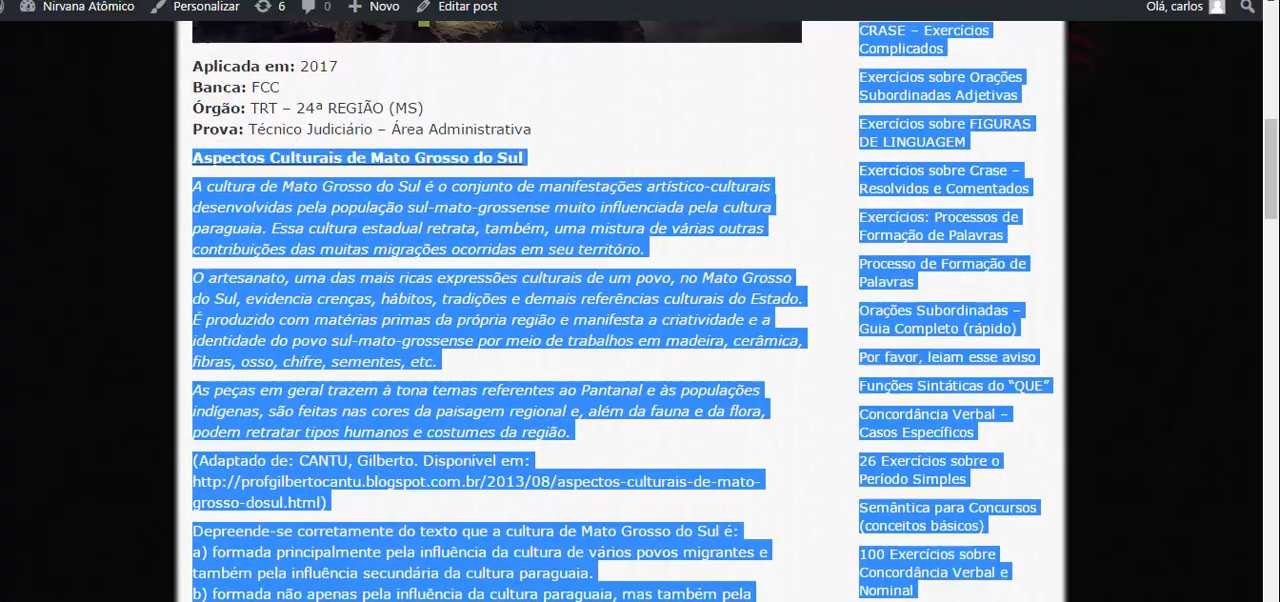 Nirvana Atômico
Personalizar
6
0
Novo
Editar post
Olá, carlos
Aplicada em: 2017
Banca: FCC
Órgão: TRT – 24ª REGIÃO (MS)
Prova: Técnico Judiciário – Área Administrativa
Aspectos Culturais de Mato Grosso do Sul
A cultura de Mato Grosso do Sul é o conjunto de manifestações artístico-culturais
desenvolvidas pela população sul-mato-grossense muito influenciada pela cultura
paraguaia. Essa cultura estadual retrata, também, uma mistura de várias outras
contribuições das muitas migrações ocorridas em seu território.
O artesanato, uma das mais ricas expressões culturais de um povo, no Mato Grosso
do Sul, evidencia crenças, hábitos, tradições e demais referências culturais do Estado.
É produzido com matérias primas da própria região e manifesta a criatividade e a
identidade do povo sul-mato-grossense por meio de trabalhos em madeira, cerâmica,
fibras, osso, chifre, sementes, etc.
As peças em geral trazem à tona temas referentes ao Pantanal e às populações
indígenas, são feitas nas cores da paisagem regional e, além da fauna e da flora,
podem retratar tipos humanos e costumes da região.
(Adaptado de: CANTU, Gilberto. Disponível em:
http://profgilbertocantu.blogspot.com.br/2013/08/aspectos-culturais-de-mato-
grosso-dosul.html)
Depreende-se corretamente do texto que a cultura de Mato Grosso do Sul é:
a) formada principalmente pela influência da cultura de vários povos migrantes e
também pela influência secundária da cultura paraguaia.
b) formada não apenas pela influência da cultura paraguaia, mas também pela
CRASE – Exercícios
Complicados
Exercícios sobre Orações
Subordinadas Adjetivas
Exercícios sobre FIGURAS
DE LINGUAGEM
Exercícios sobre Crase –
Resolvidos e Comentados
Exercícios: Processos de
Formação de Palavras
Processo de Formação de
Palavras
Orações Subordinadas –
Guia Completo (rápido)
Por favor, leiam esse aviso
Funções Sintáticas do “QUE”
Concordância Verbal –
Casos Específicos
26 Exercícios sobre o
Período Simples
Semântica para Concursos
(conceitos básicos)
100 Exercícios sobre
Concordância Verbal e
Nominal